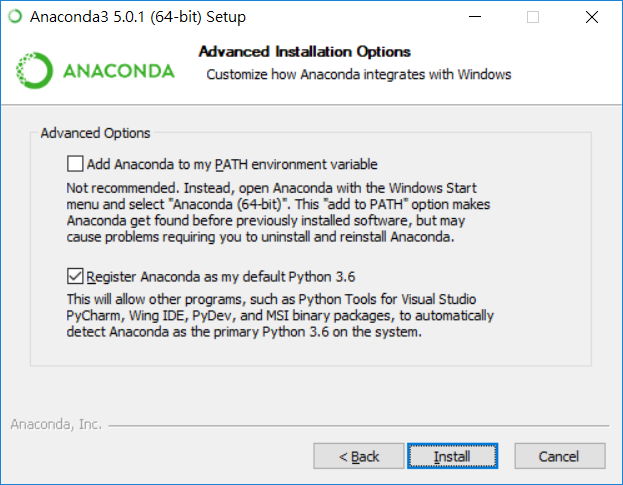 Anaconda3 5.0.1 (64-bit) Setup
Advanced Installation Options
ANACONDA
Customize how Anaconda integrates with Windows
Advanced Options
Add Anaconda to my PATH environment variable
Not recommended. Instead, open Anaconda with the Windows Start
menu and select "Anaconda (64-bit)". This "add to PATH" option makes
Anaconda get found before previously installed software, but may
cause problems requiring you to uninstall and reinstall Anaconda.
Register Anaconda as my default Python 3.6
This will allow other programs, such as Python Tools for Visual Studio
PyCharm, Wing IDE, PyDev, and MSI binary packages, to automatically
detect Anaconda as the primary Python 3.6 on the system.
Anaconda, Inc.
< Back
Install
Cancel